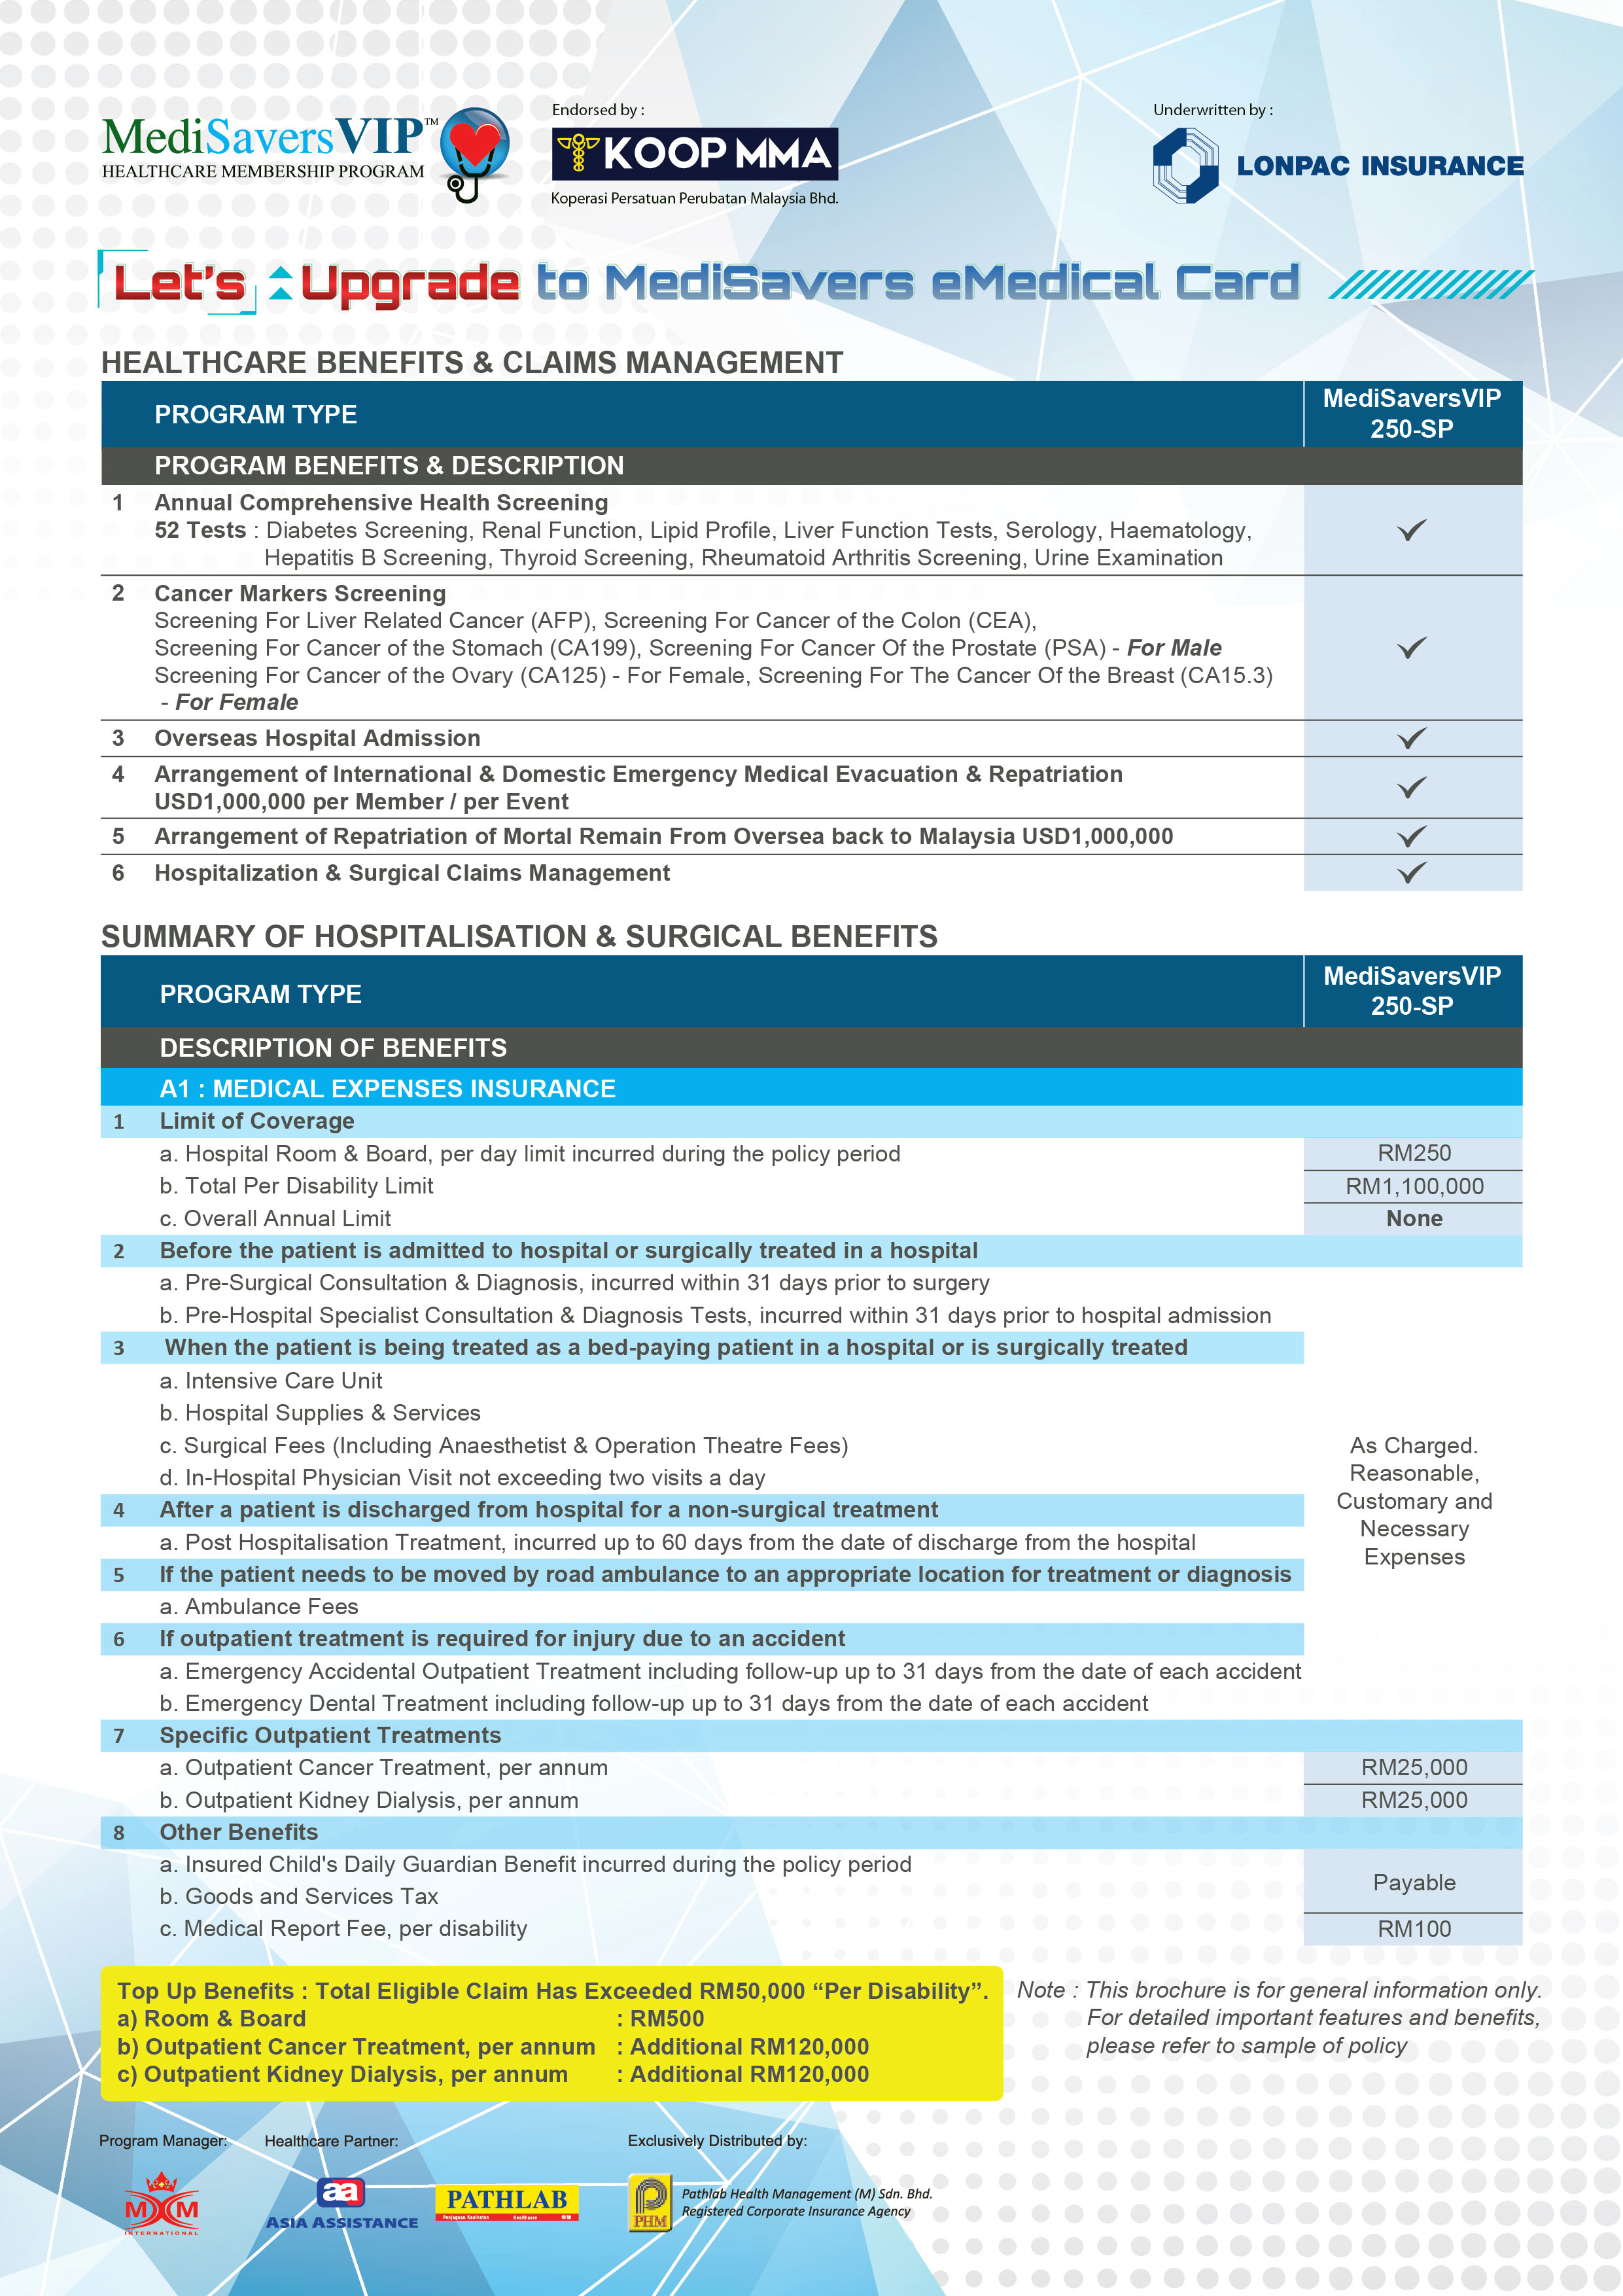 MediSaversVIP™
HEALTHCARE MEMBERSHIP PROGRAM
Endorsed by :
KOOP MMA
Koperasi Persatuan Perubatan Malaysia Bhd.
Underwritten by :
LONPAC INSURANCE
Let's Upgrade to MediSavers eMedical Card
HEALTHCARE BENEFITS & CLAIMS MANAGEMENT
PROGRAM TYPE
MediSaversVIP
250-SP
PROGRAM BENEFITS & DESCRIPTION
1 Annual Comprehensive Health Screening
52 Tests : Diabetes Screening, Renal Function, Lipid Profile, Liver Function Tests, Serology, Haematology,
Hepatitis B Screening, Thyroid Screening, Rheumatoid Arthritis Screening, Urine Examination
2 Cancer Markers Screening
Screening For Liver Related Cancer (AFP), Screening For Cancer of the Colon (CEA),
Screening For Cancer of the Stomach (CA199), Screening For Cancer Of the Prostate (PSA) - For Male
Screening For Cancer of the Ovary (CA125) - For Female, Screening For The Cancer Of the Breast (CA15.3)
- For Female
3 Overseas Hospital Admission
4 Arrangement of International & Domestic Emergency Medical Evacuation & Repatriation
USD1,000,000 per Member / per Event
5 Arrangement of Repatriation of Mortal Remain From Oversea back to Malaysia USD1,000,000
6 Hospitalization & Surgical Claims Management
SUMMARY OF HOSPITALISATION & SURGICAL BENEFITS
PROGRAM TYPE
MediSaversVIP
250-SP
DESCRIPTION OF BENEFITS
A1 : MEDICAL EXPENSES INSURANCE
1 Limit of Coverage
a. Hospital Room & Board, per day limit incurred during the policy period RM250
b. Total Per Disability Limit RM1,100,000
c. Overall Annual Limit None
2 Before the patient is admitted to hospital or surgically treated in a hospital
a. Pre-Surgical Consultation & Diagnosis, incurred within 31 days prior to surgery
b. Pre-Hospital Specialist Consultation & Diagnosis Tests, incurred within 31 days prior to hospital admission
3 When the patient is being treated as a bed-paying patient in a hospital or is surgically treated
a. Intensive Care Unit
b. Hospital Supplies & Services
c. Surgical Fees (Including Anaesthetist & Operation Theatre Fees)
d. In-Hospital Physician Visit not exceeding two visits a day
4 After a patient is discharged from hospital for a non-surgical treatment
a. Post Hospitalisation Treatment, incurred up to 60 days from the date of discharge from the hospital
5 If the patient needs to be moved by road ambulance to an appropriate location for treatment or diagnosis
a. Ambulance Fees
6 If outpatient treatment is required for injury due to an accident
a. Emergency Accidental Outpatient Treatment including follow-up up to 31 days from the date of each accident
b. Emergency Dental Treatment including follow-up up to 31 days from the date of each accident
As Charged.
Reasonable,
Customary and
Necessary
Expenses
7 Specific Outpatient Treatments
a. Outpatient Cancer Treatment, per annum RM25,000
b. Outpatient Kidney Dialysis, per annum RM25,000
8 Other Benefits
a. Insured Child's Daily Guardian Benefit incurred during the policy period
b. Goods and Services Tax
Payable
c. Medical Report Fee, per disability RM100
Top Up Benefits : Total Eligible Claim Has Exceeded RM50,000 “Per Disability”.
a) Room & Board : RM500
b) Outpatient Cancer Treatment, per annum : Additional RM120,000
c) Outpatient Kidney Dialysis, per annum : Additional RM120,000
Note : This brochure is for general information only.
For detailed important features and benefits,
please refer to sample of policy
Program Manager:
MXM
INTERNATIONAL
Healthcare Partner:
aa
ASIA ASSISTANCE
PATHLAB
Penjagaan Kesihatan Healthcare
Exclusively Distributed by:
PHM
Pathlab Health Management (M) Sdn. Bhd.
Registered Corporate Insurance Agency